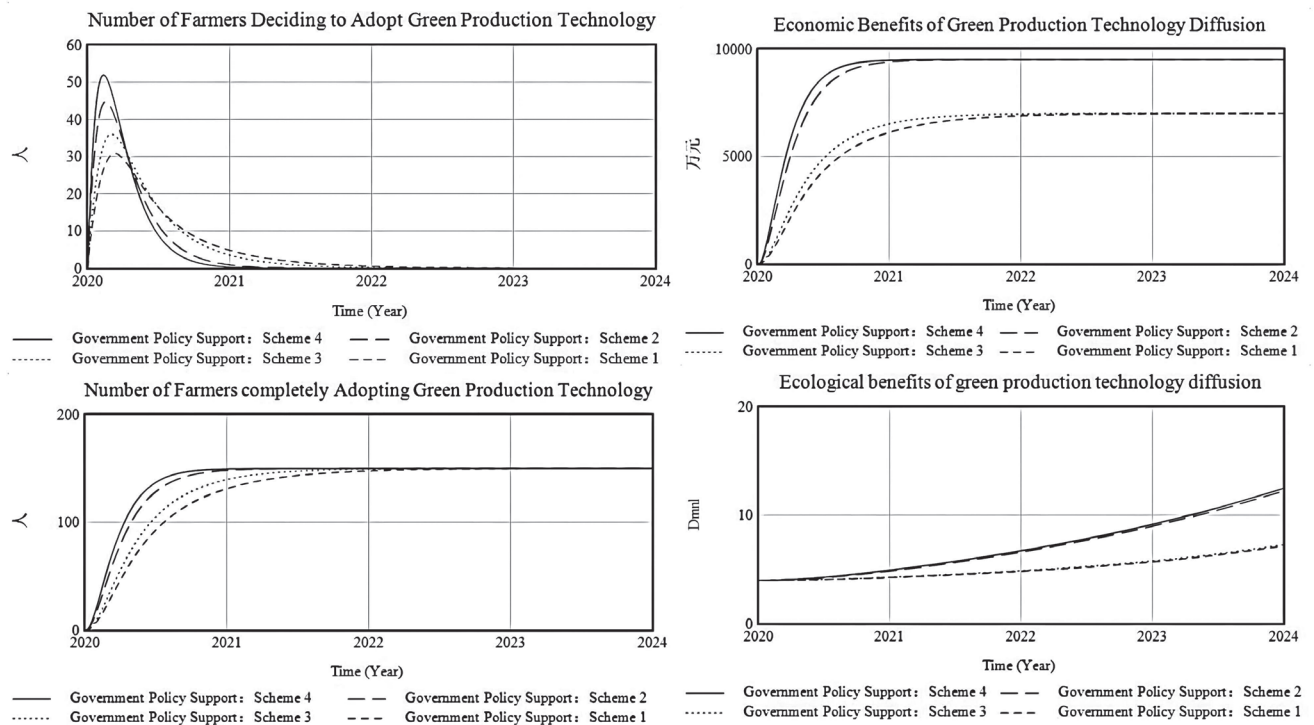 Number of Farmers Deciding to Adopt Green Production Technology
60
50
40
30
20
10
0
人
2020 2021 2022 2023 2024
Time (Year)
Government Policy Support： Scheme 4 Government Policy Support： Scheme 2
Government Policy Support： Scheme 3 Government Policy Support： Scheme 1
Economic Benefits of Green Production Technology Diffusion
10000
5000
0
万元
2020 2021 2022 2023 2024
Time (Year)
Government Policy Support： Scheme 4 Government Policy Support： Scheme 2
Government Policy Support： Scheme 3 Government Policy Support： Scheme 1
Number of Farmers completely Adopting Green Production Technology
200
100
0
人
2020 2021 2022 2023 2024
Time (Year)
Government Policy Support： Scheme 4 Government Policy Support： Scheme 2
Government Policy Support： Scheme 3 Government Policy Support： Scheme 1
Ecological benefits of green production technology diffusion
20
10
0
Dmnl
2020 2021 2022 2023 2024
Time (Year)
Government Policy Support： Scheme 4 Government Policy Support： Scheme 2
Government Policy Support： Scheme 3 Government Policy Support： Scheme 1